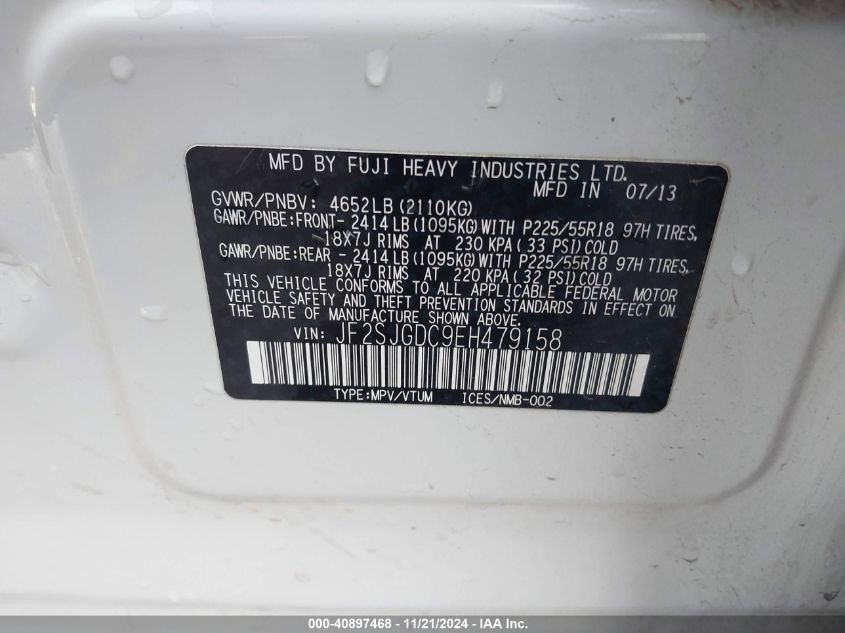 MFD BY FUJI HEAVY INDUSTRIES LTD.
MFD IN 07/13
GVWR/PNBV: 4652LB(2110KG)
GAWR/PNBE:FRONT- 2414LB(1095KG)WITH P225/55R18 97H TIRES,
18X7J RIMS AT 230 KPA(33 PSI)COLD
GAWR/PNBE:REAR - 2414LB(1095KG)WITH P225/55R18 97H TIRES,
18X7J RIMS AT 220 KPA(32 PSI)COLD
THIS VEHICLE CONFORMS TO ALL APPLICABLE FEDERAL MOTOR
VEHICLE SAFETY AND THEFT PREVENTION STANDARDS IN EFFECT ON
THE DATE OF MANUFACTURE SHOWN ABOVE.
VIN: JF2SJGDC9EH479158
TYPE:MPV/VTUM ICES/NMB-002
000-40897468 - 11/21/2024 - IAA Inc.